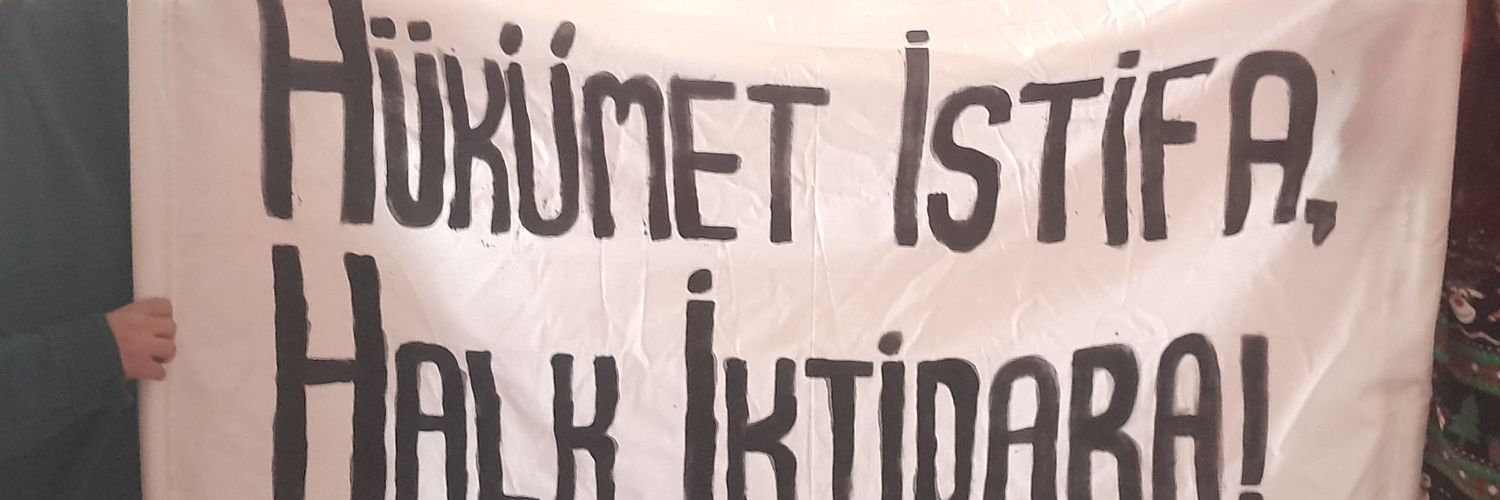 HÜKÜMET İSTİFA,
HALK İKTİDARA!